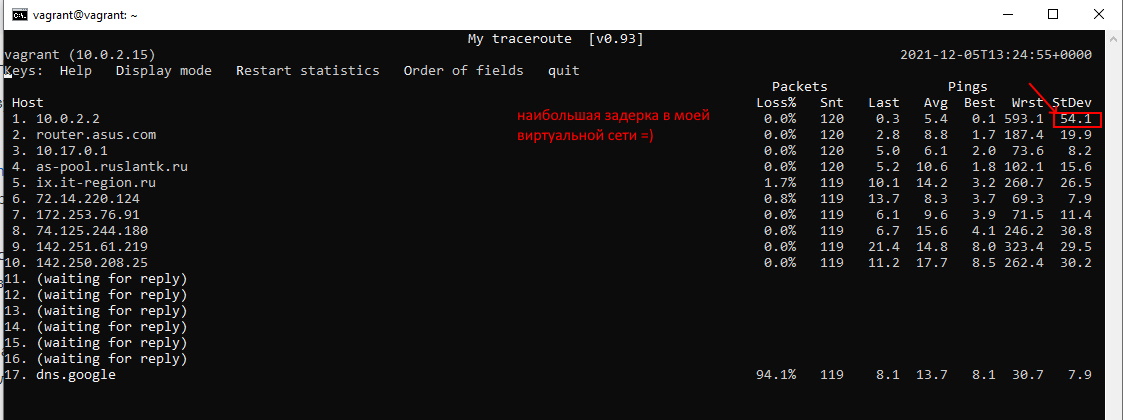 vagrant@vagrant: ~
My traceroute [v0.93]
vagrant (10.0.2.15) 2021-12-05T13:24:55+0000
Keys: Help Display mode Restart statistics Order of fields quit
Packets Pings
Host Loss% Snt Last Avg Best Wrst StDev
1. 10.0.2.2 0.0% 120 0.3 5.4 0.1 593.1 54.1
2. router.asus.com 0.0% 120 2.8 8.8 1.7 187.4 19.9
3. 10.17.0.1 0.0% 120 5.0 6.1 2.0 73.6 8.2
4. as-pool.ruslantk.ru 0.0% 120 5.2 10.6 1.8 102.1 15.6
5. ix.it-region.ru 1.7% 119 10.1 14.2 3.2 260.7 26.5
6. 72.14.220.124 0.8% 119 13.7 8.3 3.7 69.3 7.9
7. 172.253.76.91 0.0% 119 6.1 9.6 3.9 71.5 11.4
8. 74.125.244.180 0.0% 119 6.7 15.6 4.1 246.2 30.8
9. 142.251.61.219 0.0% 119 21.4 14.8 8.0 323.4 29.5
10. 142.250.208.25 0.0% 119 11.2 17.7 8.5 262.4 30.2
11. (waiting for reply)
12. (waiting for reply)
13. (waiting for reply)
14. (waiting for reply)
15. (waiting for reply)
16. (waiting for reply)
17. dns.google 94.1% 119 8.1 13.7 8.1 30.7 7.9
наибольшая задерка в моей
виртуальной сети =)